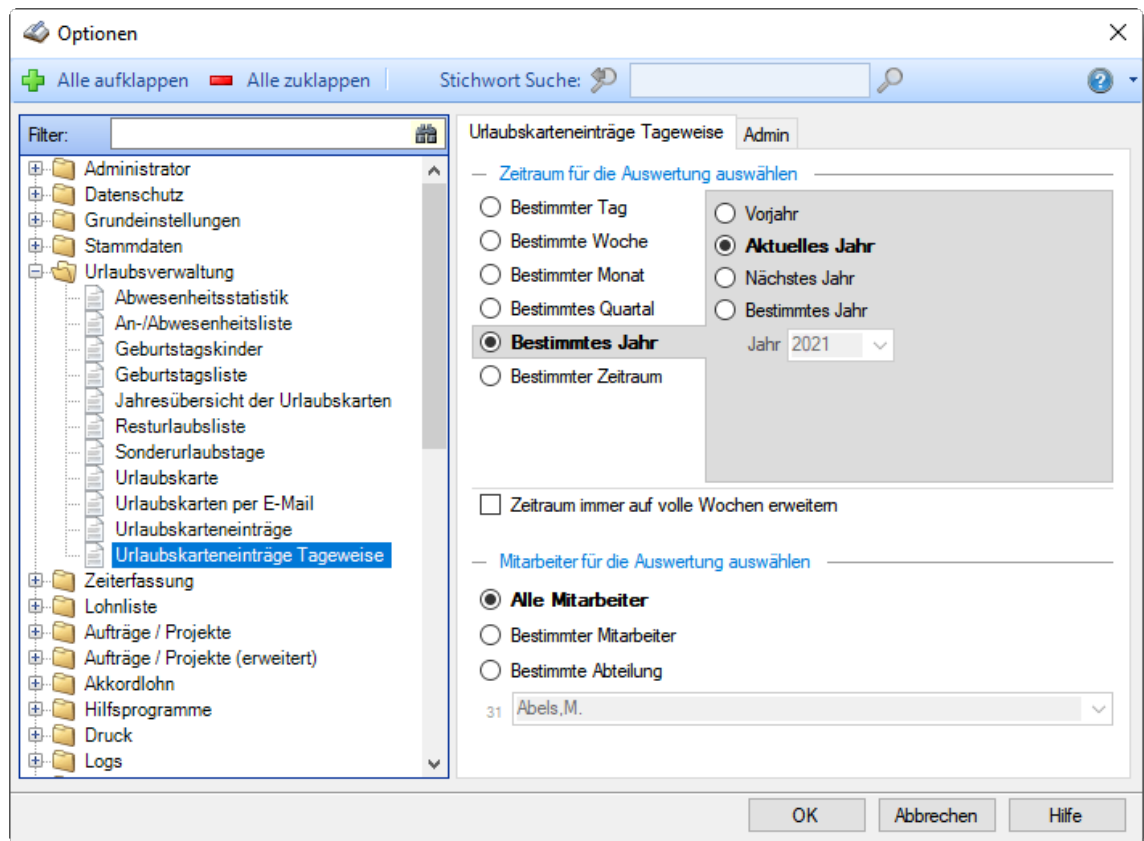 Optionen
Alle aufklappen Alle zuklappen Stichwort Suche:
Filter:
Administrator
Datenschutz
Grundeinstellungen
Stammdaten
Urlaubsverwaltung
Abwesenheitsstatistik
An-/Abwesenheitsliste
Geburtstagskinder
Geburtstagsliste
Jahresübersicht der Urlaubskarten
Resturlaubsliste
Sonderurlaubstage
Urlaubskarte
Urlaubskarten per E-Mail
Urlaubskarteneinträge
Urlaubskarteneinträge Tageweise
Zeiterfassung
Lohnliste
Aufträge / Projekte
Aufträge / Projekte (erweitert)
Akkordlohn
Hilfsprogramme
Druck
Logs
Urlaubskarteneinträge Tageweise Admin
Zeitraum für die Auswertung auswählen
Bestimmter Tag
Bestimmte Woche
Bestimmter Monat
Bestimmtes Quartal
Bestimmtes Jahr
Bestimmter Zeitraum
Vorjahr
Aktuelles Jahr
Nächstes Jahr
Bestimmtes Jahr
Jahr 2021
Zeitraum immer auf volle Wochen erweitern
Mitarbeiter für die Auswertung auswählen
Alle Mitarbeiter
Bestimmter Mitarbeiter
Bestimmte Abteilung
31 Abels,M.
OK Abbrechen Hilfe